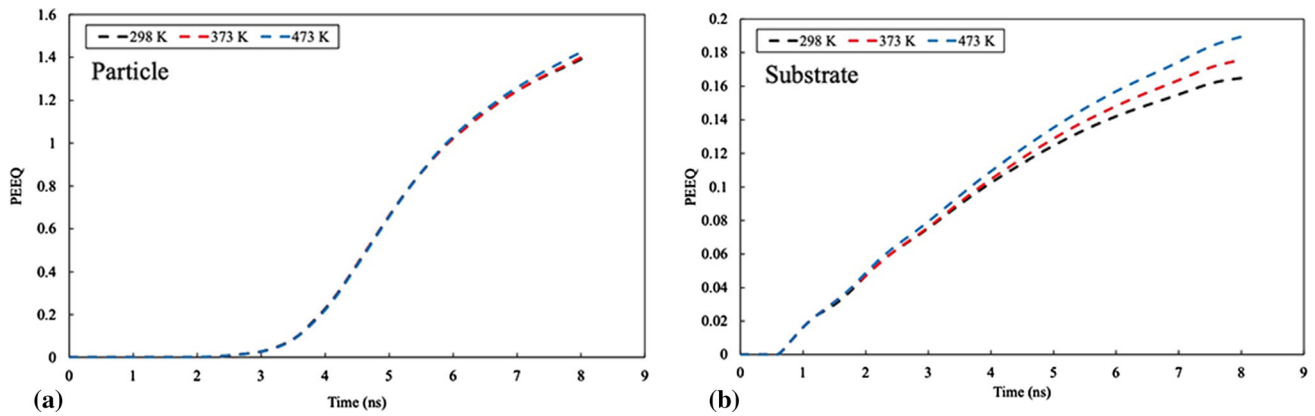 1.6
298 K 373 K 473 K
1.4
Particle
1.2
1
PEEQ
0.8
0.6
0.4
0.2
0
0 1 2 3 4 5 6 7 8 9
Time (ns)
(a)
0.2
298 K 373 K 473 K
0.18
Substrate
0.16
0.14
0.12
PEEQ
0.1
0.08
0.06
0.04
0.02
0
0 1 2 3 4 5 6 7 8 9
Time (ns)
(b)